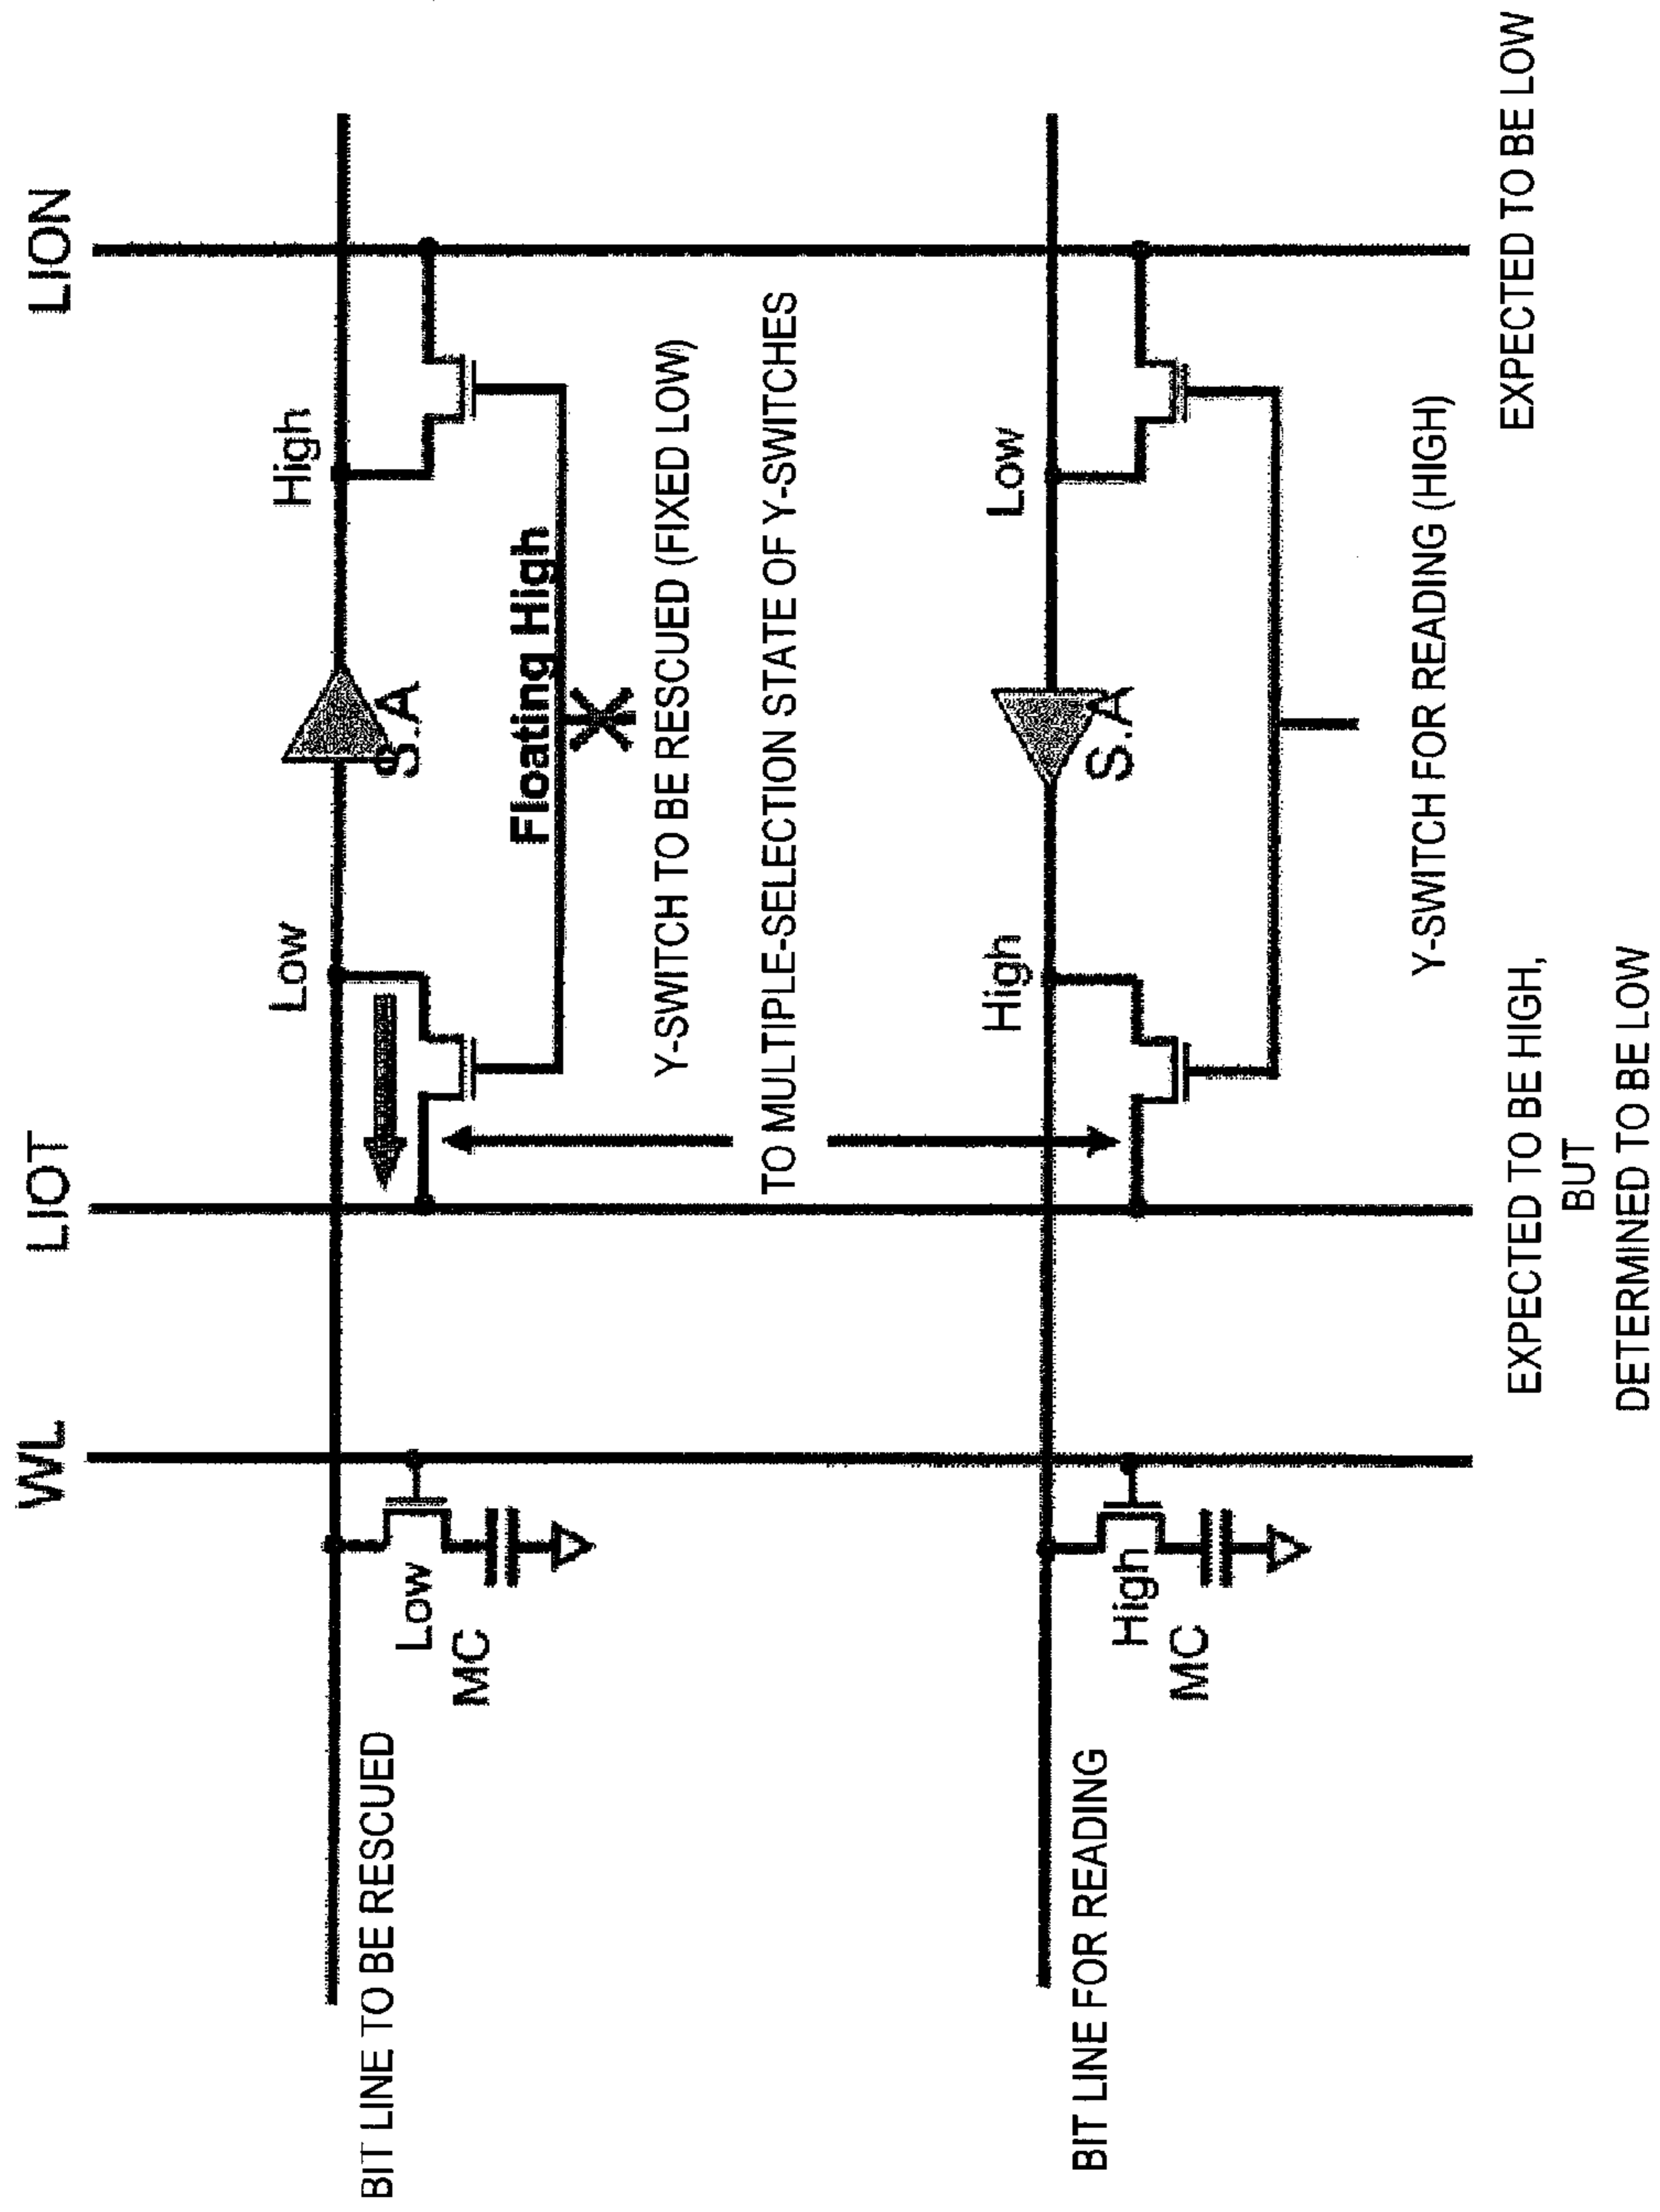 WL
LIOT
LION
BIT LINE TO BE RESCUED
Low
MC
Low
S.A
High
Floating High
Y-SWITCH TO BE RESCUED (FIXED LOW)
TO MULTIPLE-SELECTION STATE OF Y-SWITCHES
BIT LINE FOR READING
High
MC
High
S.A
Low
Y-SWITCH FOR READING (HIGH)
EXPECTED TO BE HIGH,
BUT
DETERMINED TO BE LOW
EXPECTED TO BE LOW